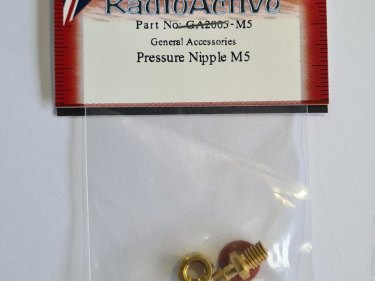 RadioActive
Part No: GA2005-M5
General Accessories
Pressure Nipple M5